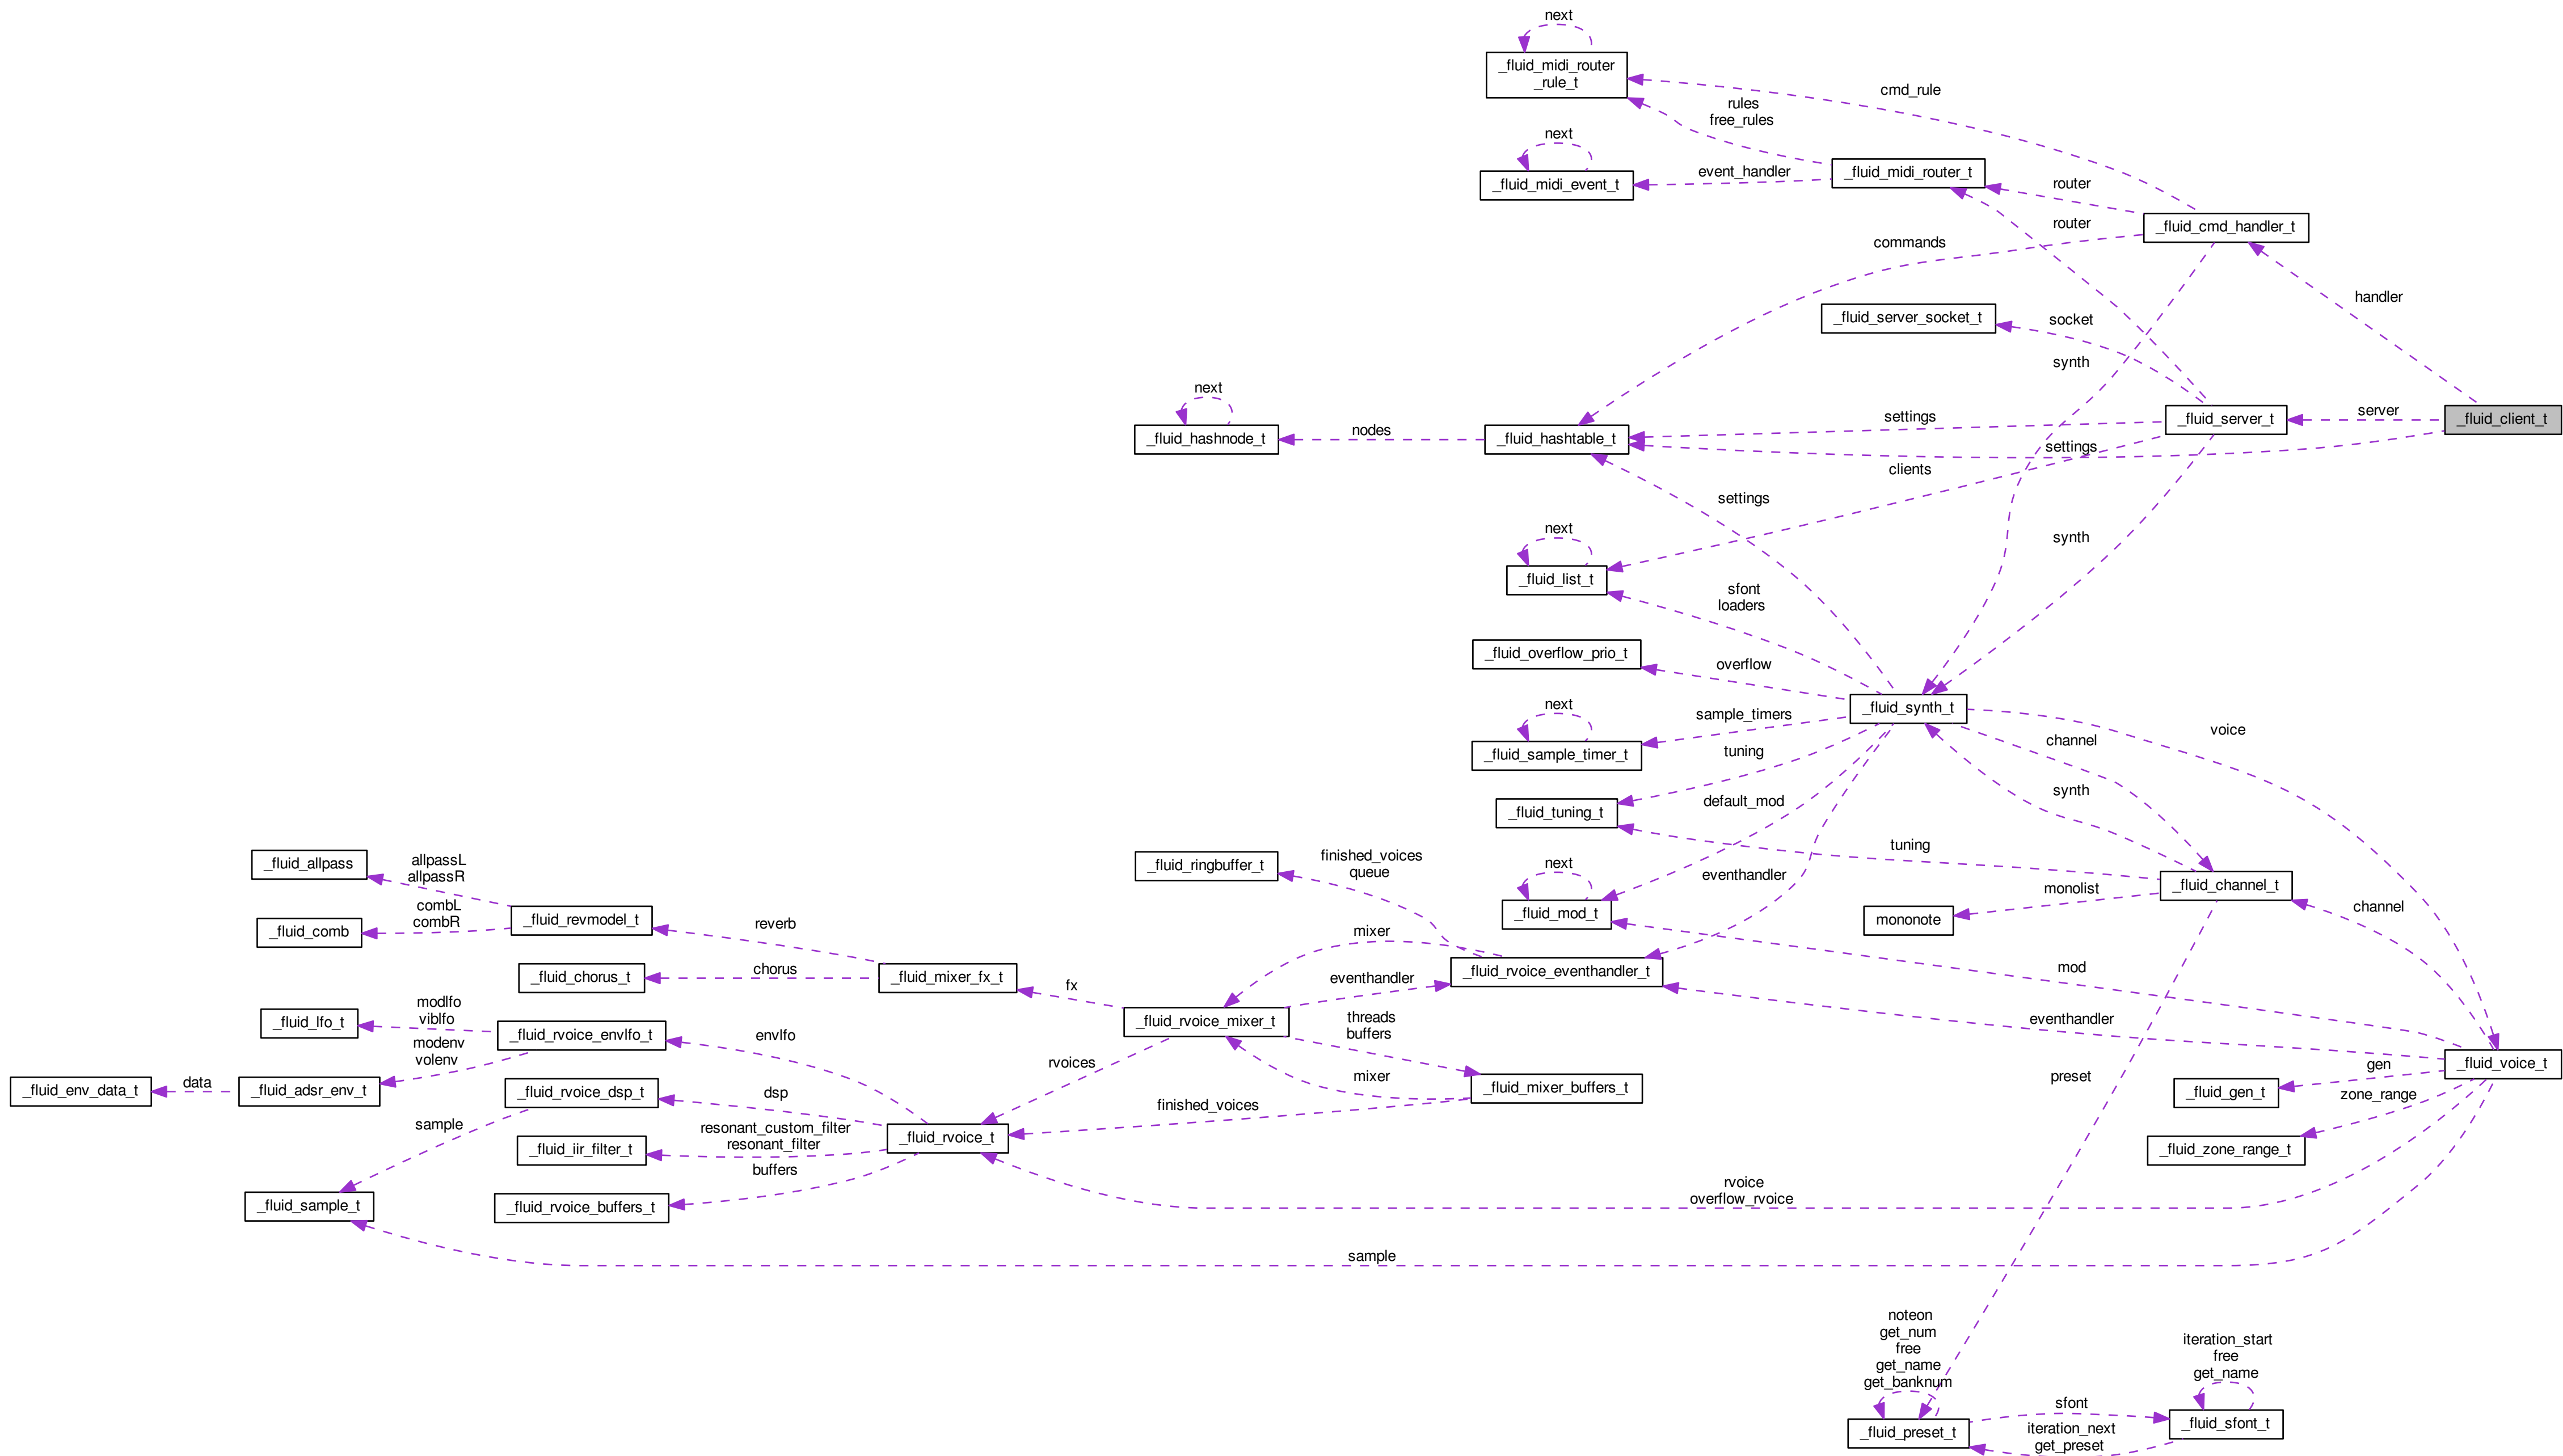 next
_fluid_midi_router
_rule_t
cmd_rule
rules
free_rules
next
event_handler
_fluid_midi_router_t
_fluid_midi_event_t
router
router
_fluid_cmd_handler_t
commands
handler
_fluid_server_socket_t
socket
synth
next
_fluid_hashnode_t
nodes
_fluid_hashtable_t
settings
_fluid_server_t
server
_fluid_client_t
settings
clients
settings
next
_fluid_list_t
synth
sfont
loaders
_fluid_overflow_prio_t
overflow
next
sample_timers
_fluid_synth_t
_fluid_sample_timer_t
voice
channel
tuning
synth
default_mod
_fluid_tuning_t
tuning
_fluid_allpass
allpassL
allpassR
_fluid_ringbuffer_t
finished_voices
queue
next
eventhandler
_fluid_channel_t
monolist
channel
_fluid_comb
combL
combR
_fluid_revmodel_t
reverb
_fluid_mod_t
mononote
mixer
_fluid_chorus_t
chorus
_fluid_mixer_fx_t
fx
eventhandler
_fluid_rvoice_eventhandler_t
mod
_fluid_lfo_t
modlfo
viblfo
_fluid_rvoice_envlfo_t
envlfo
_fluid_rvoice_mixer_t
threads
buffers
eventhandler
modenv
volenv
rvoices
_fluid_voice_t
_fluid_env_data_t
data
_fluid_adsr_env_t
_fluid_rvoice_dsp_t
dsp
mixer
_fluid_mixer_buffers_t
preset
gen
_fluid_gen_t
zone_range
finished_voices
sample
resonant_custom_filter
resonant_filter
_fluid_rvoice_t
_fluid_iir_filter_t
_fluid_zone_range_t
buffers
rvoice
overflow_rvoice
_fluid_sample_t
_fluid_rvoice_buffers_t
sample
noteon
get_num
free
get_name
get_banknum
iteration_start
free
get_name
sfont
_fluid_preset_t
iteration_next
get_preset
_fluid_sfont_t